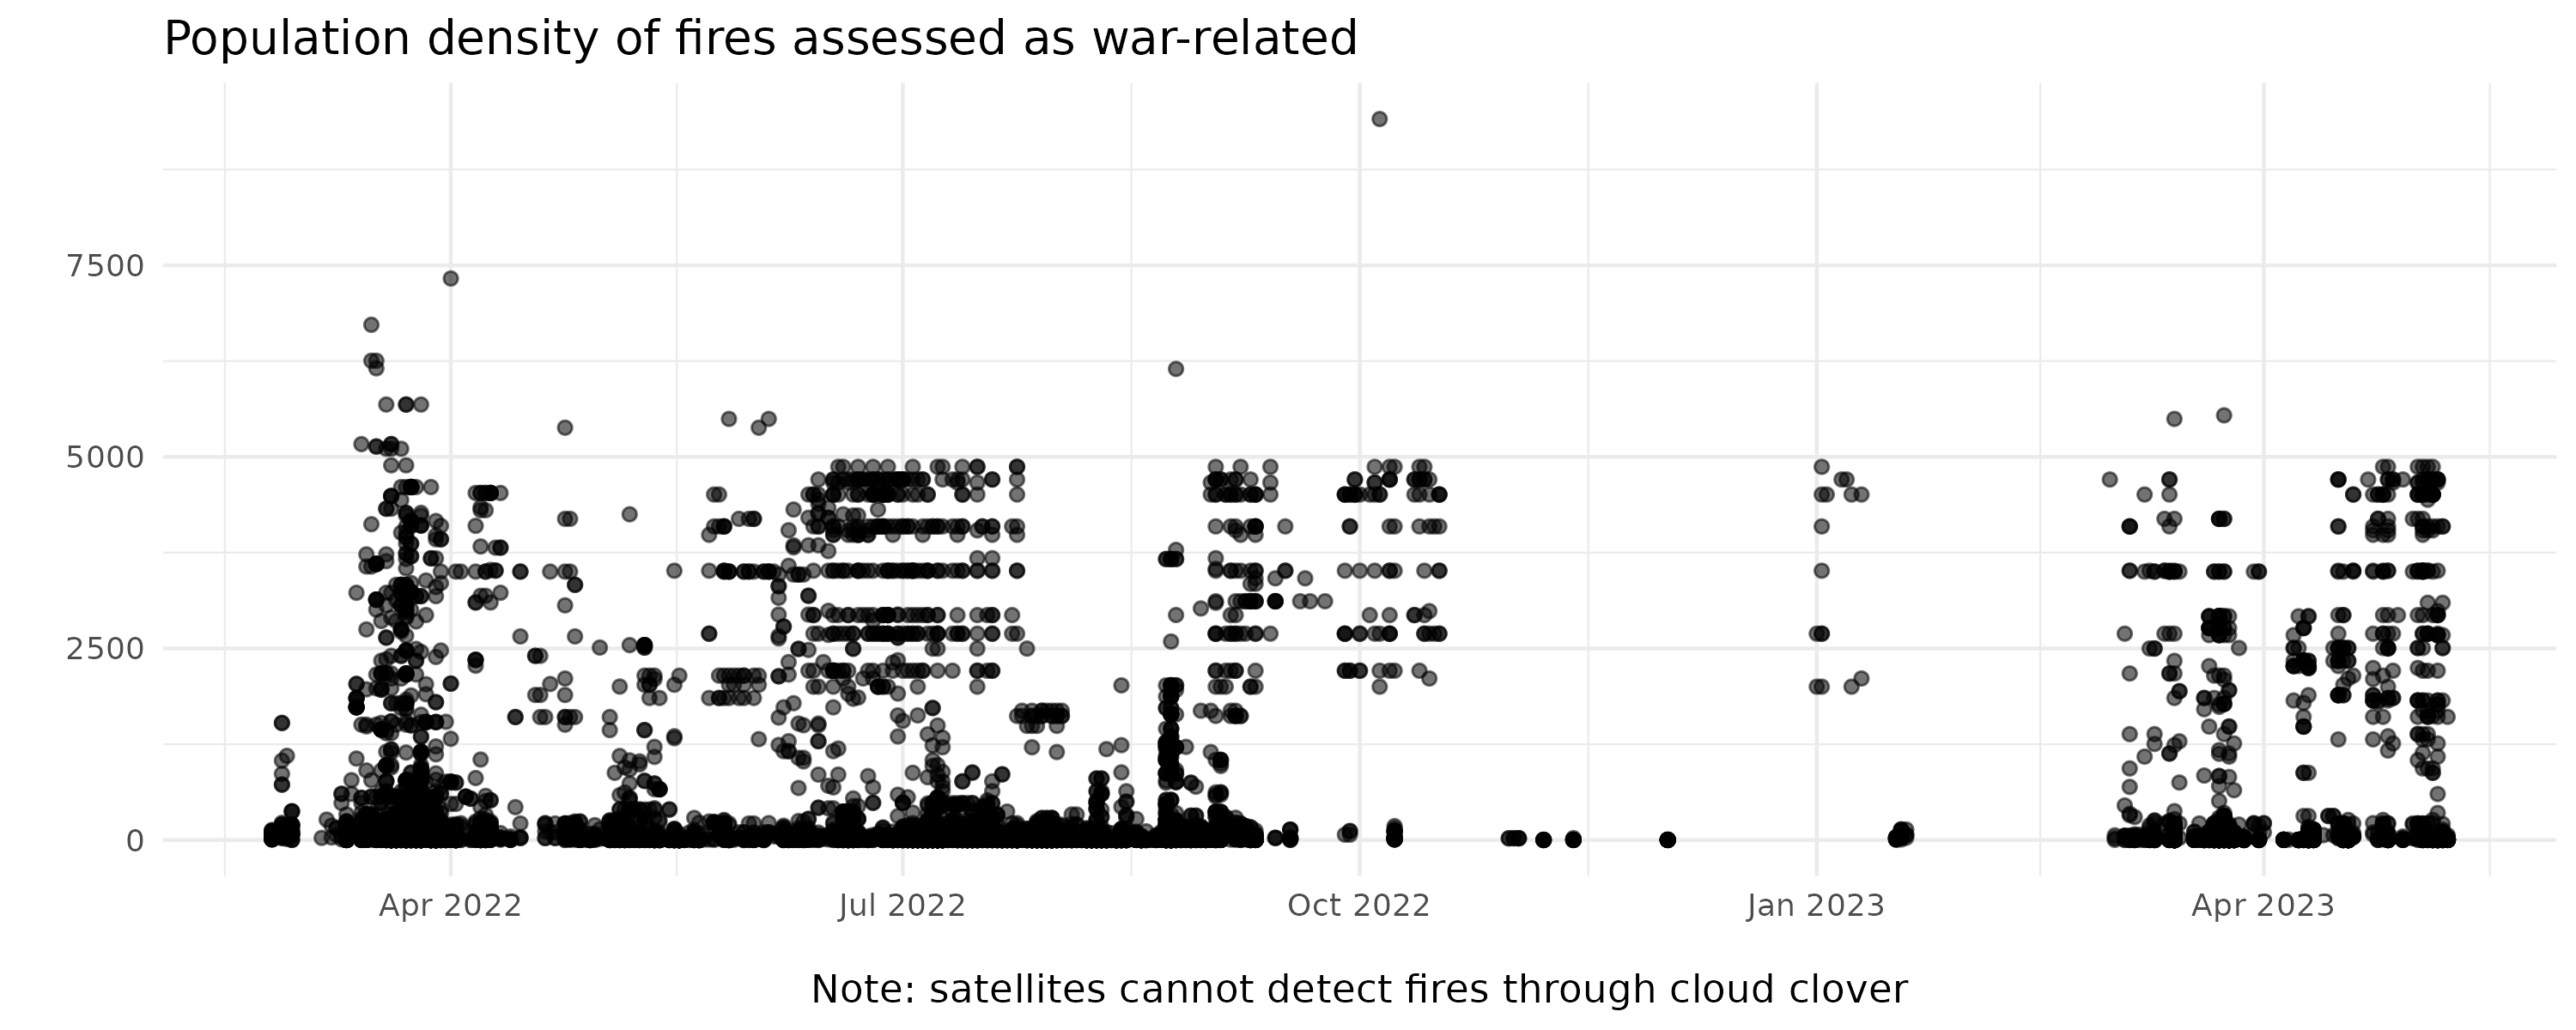 Population density of fires assessed as war-related
7500
5000
2500
0
Apr 2022 Jul 2022 Oct 2022 Jan 2023 Apr 2023
Note: satellites cannot detect fires through cloud clover